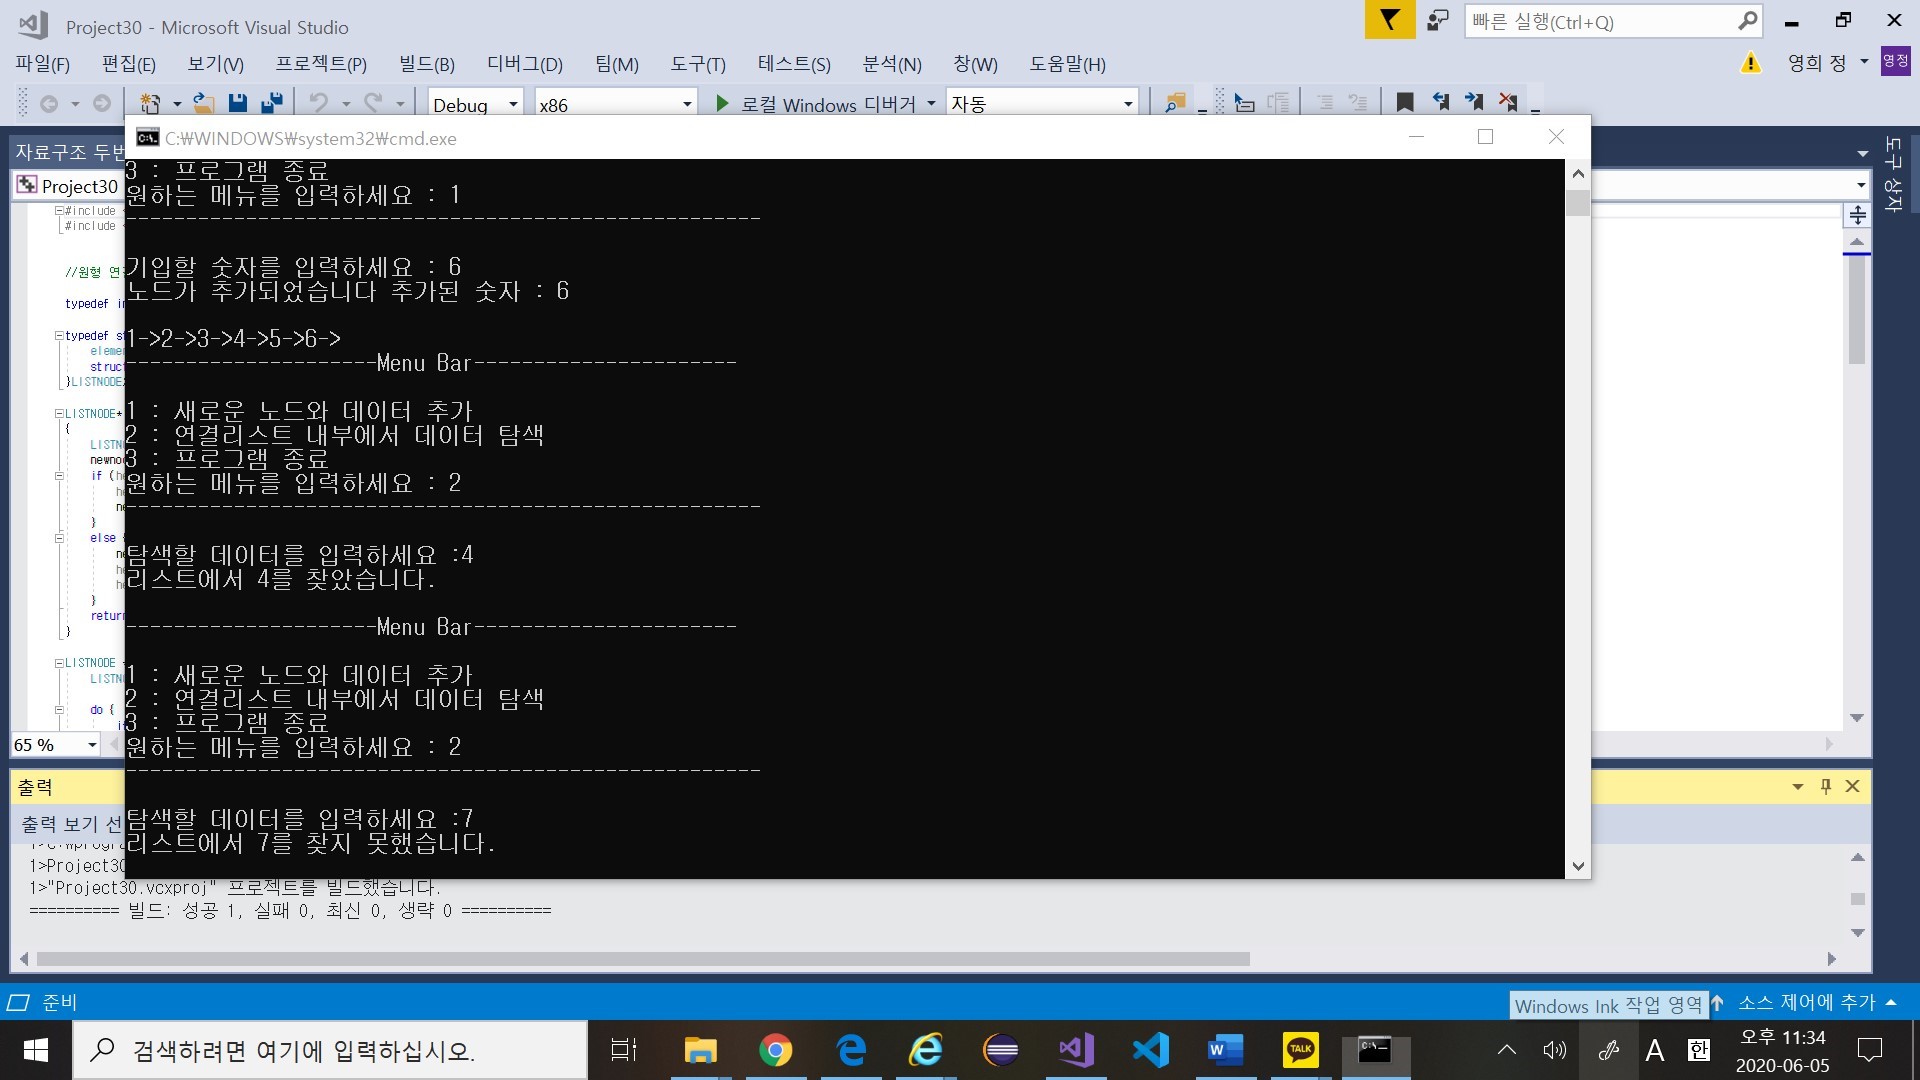 Project30 - Microsoft Visual Studio
빠른 실행(Ctrl+Q)
파일(F) 편집(E) 보기(V) 프로젝트(P) 빌드(B) 디버그(D) 팀(M) 도구(T) 테스트(S) 분석(N) 창(W) 도움말(H)
영희 정
영정
Debug x86 로컬 Windows 디버거 자동
자료구조 두번
도구 상자
Project30
#include
#include
//원형
typedef
typedef
struct
}LISTNODE
LISTNODE*
{
if
}
else
}
}
LISTNODE
do {
65 %
C:₩WINDOWS₩system32₩cmd.exe
3 : 프로그램 종료
원하는 메뉴를 입력하세요 : 1
-----------------------------------------------------
기입할 숫자를 입력하세요 : 6
노드가 추가되었습니다 추가된 숫자 : 6
1->2->3->4->5->6->
---------------------Menu Bar----------------------
1 : 새로운 노드와 데이터 추가
2 : 연결리스트 내부에서 데이터 탐색
3 : 프로그램 종료
원하는 메뉴를 입력하세요 : 2
-----------------------------------------------------
탐색할 데이터를 입력하세요 :4
리스트에서 4를 찾았습니다.
---------------------Menu Bar----------------------
1 : 새로운 노드와 데이터 추가
2 : 연결리스트 내부에서 데이터 탐색
3 : 프로그램 종료
원하는 메뉴를 입력하세요 : 2
-----------------------------------------------------
탐색할 데이터를 입력하세요 :7
리스트에서 7를 찾지 못했습니다.
출력
출력 보기 선
1>Project30
1>"Project30.vcxproj" 프로젝트를 빌드했습니다.
========== 빌드: 성공 1, 실패 0, 최신 0, 생략 0 ==========
준비
Windows Ink 작업 영역
소스 제어에 추가
검색하려면 여기에 입력하십시오.
W
TALK
A 한
오후 11:34
2020-06-05